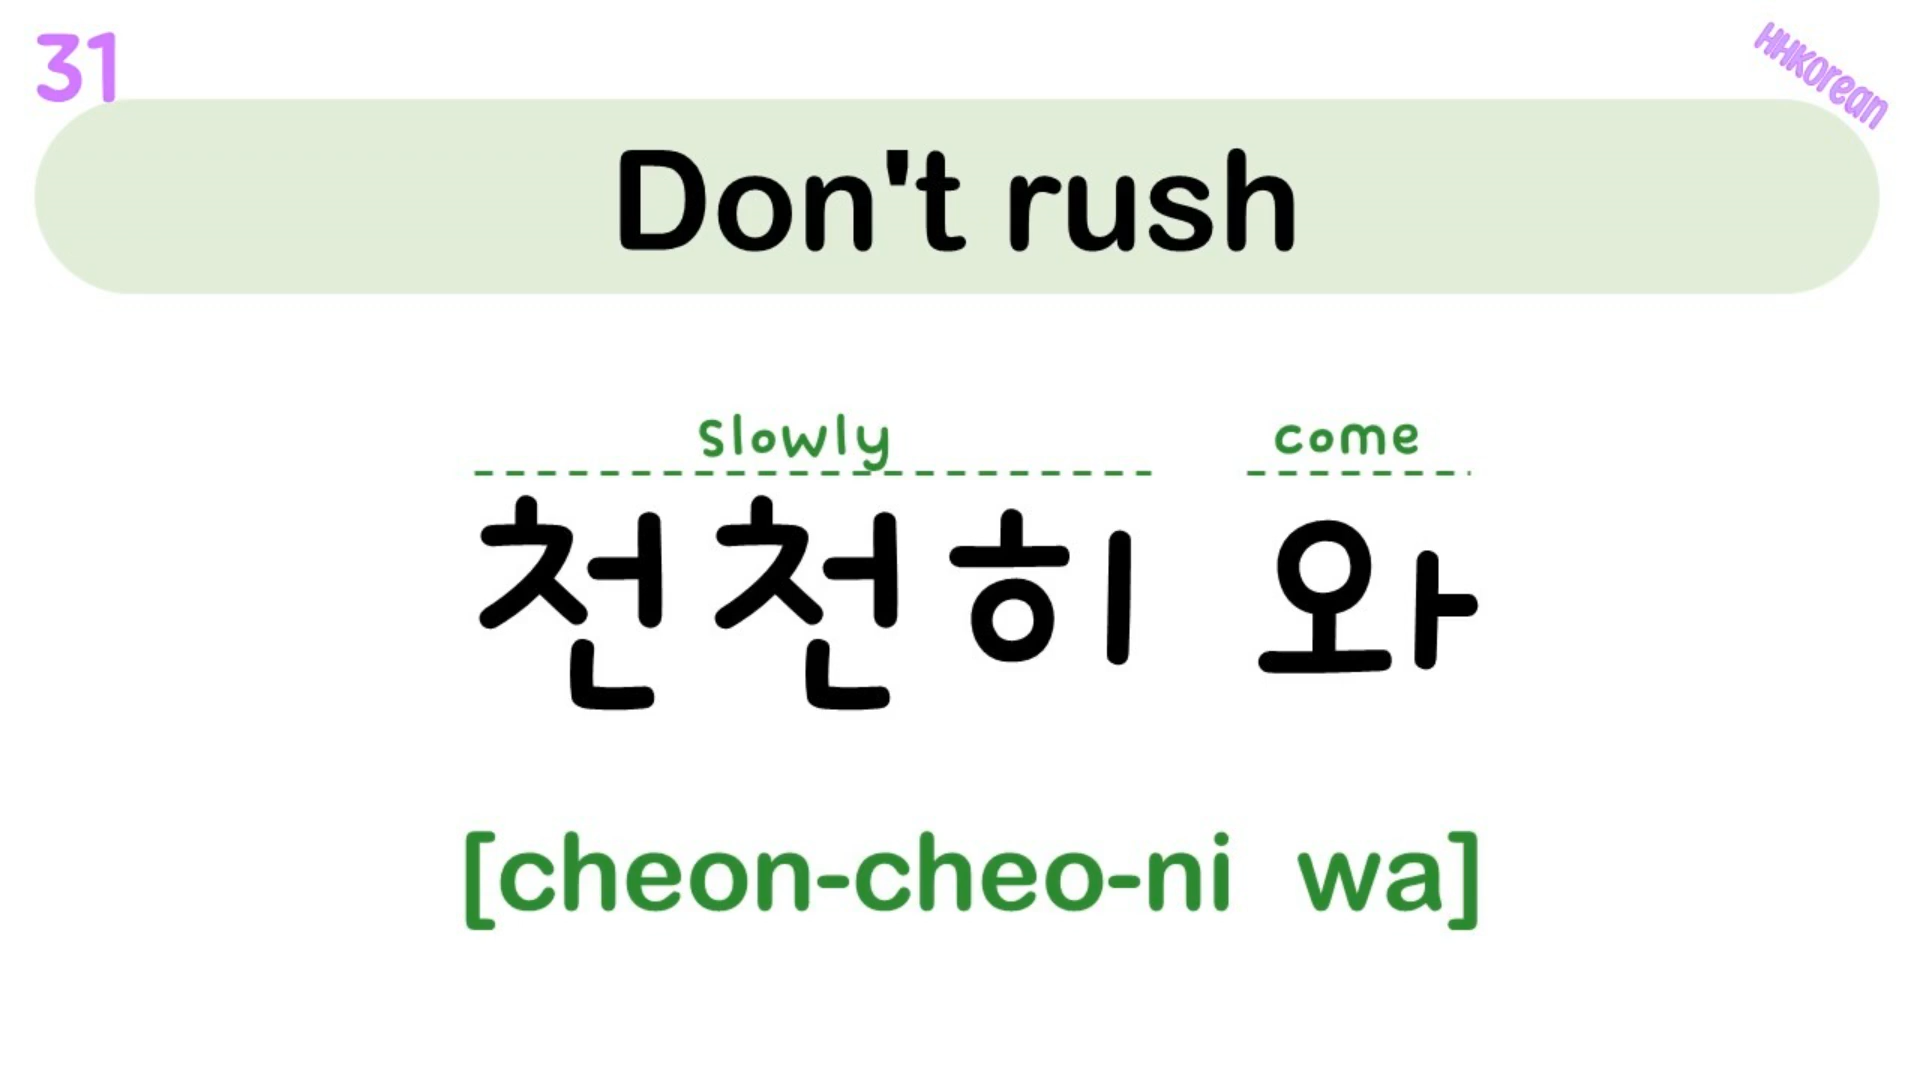 31
HHKorean
Don't rush
slowly come
천천히 와
[cheon-cheo-ni wa]